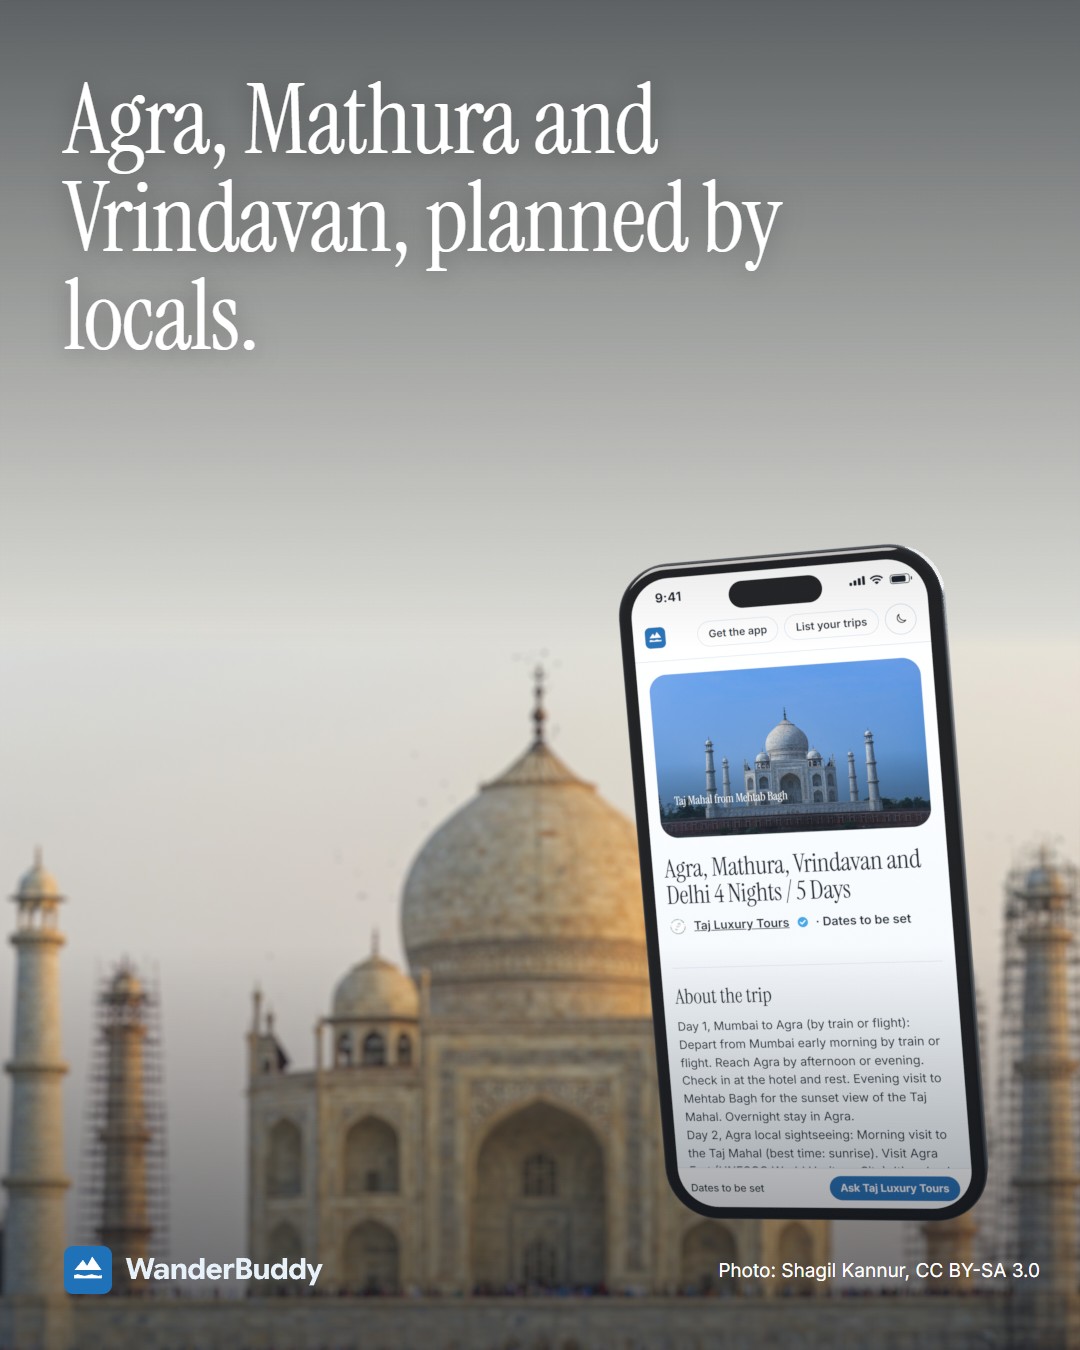 Agra, Mathura and
Vrindavan, planned by
locals.
9:41
Get the app
List your trips
Taj Mahal from Mehtab Bagh
Agra, Mathura, Vrindavan and
Delhi 4 Nights / 5 Days
Taj Luxury Tours · Dates to be set
About the trip
Day 1, Mumbai to Agra (by train or flight):
Depart from Mumbai early morning by train or
flight. Reach Agra by afternoon or evening.
Check in at the hotel and rest. Evening visit to
Mehtab Bagh for the sunset view of the Taj
Mahal. Overnight stay in Agra.
Day 2, Agra local sightseeing: Morning visit to
the Taj Mahal (best time: sunrise). Visit Agra
Dates to be set
Ask Taj Luxury Tours
WanderBuddy
Photo: Shagil Kannur, CC BY-SA 3.0